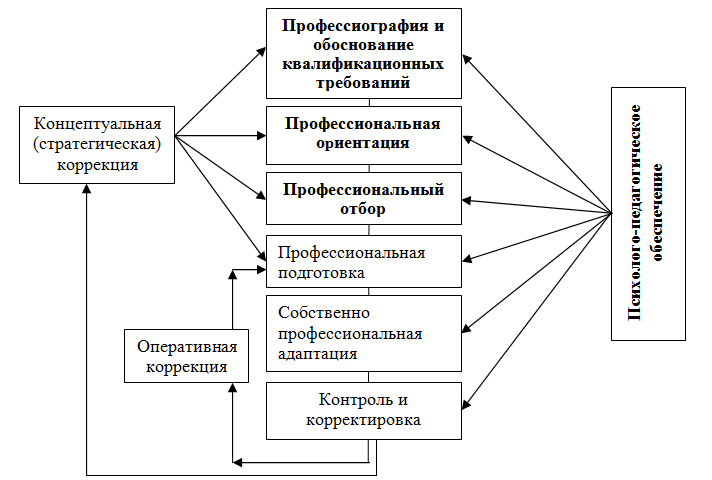 Профессиография и
обоснование
квалификационных
требований
Концептуальная
(стратегическая)
коррекция
Профессиональная
ориентация
Профессиональный
отбор
Профессиональная
подготовка
Собственно
профессиональная
адаптация
Оперативная
коррекция
Контроль и
корректировка
Психолого-педагогическое
обеспечение